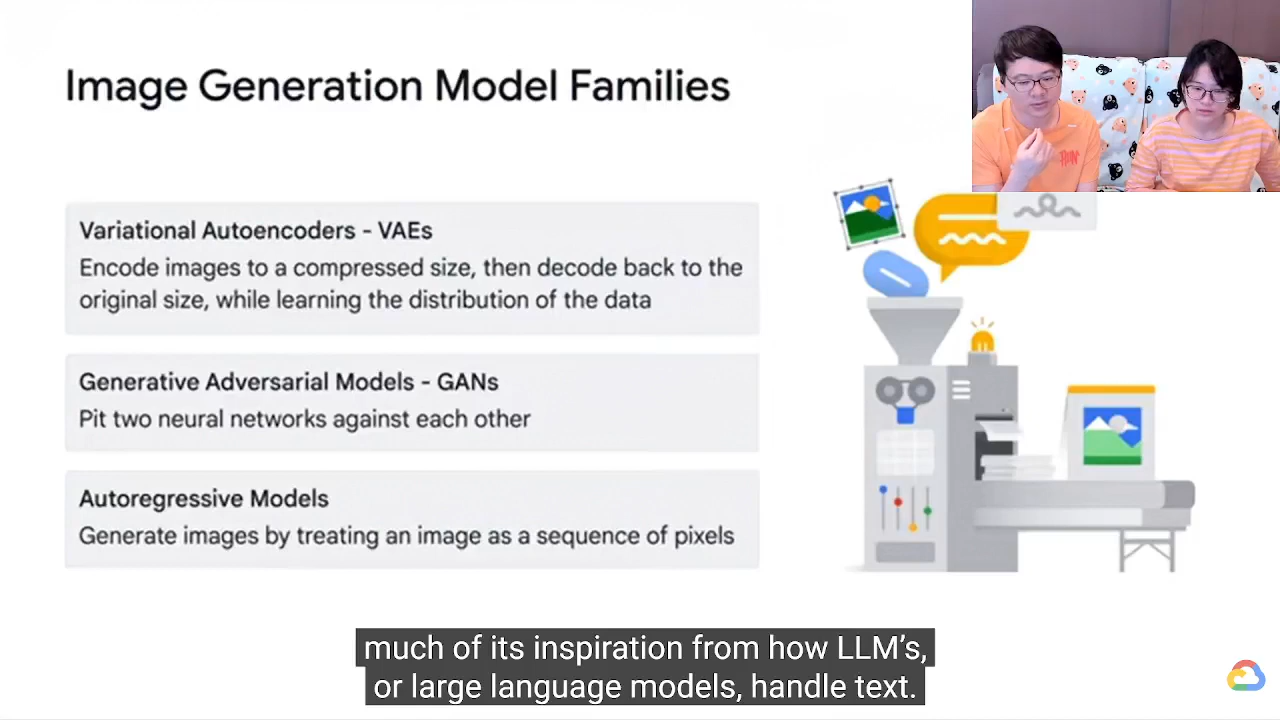 Image Generation Model Families
Variational Autoencoders - VAEs
Encode images to a compressed size, then decode back to the
original size, while learning the distribution of the data
Generative Adversarial Models - GANs
Pit two neural networks against each other
Autoregressive Models
Generate images by treating an image as a sequence of pixels
RUN
much of its inspiration from how LLM’s,
or large language models, handle text.